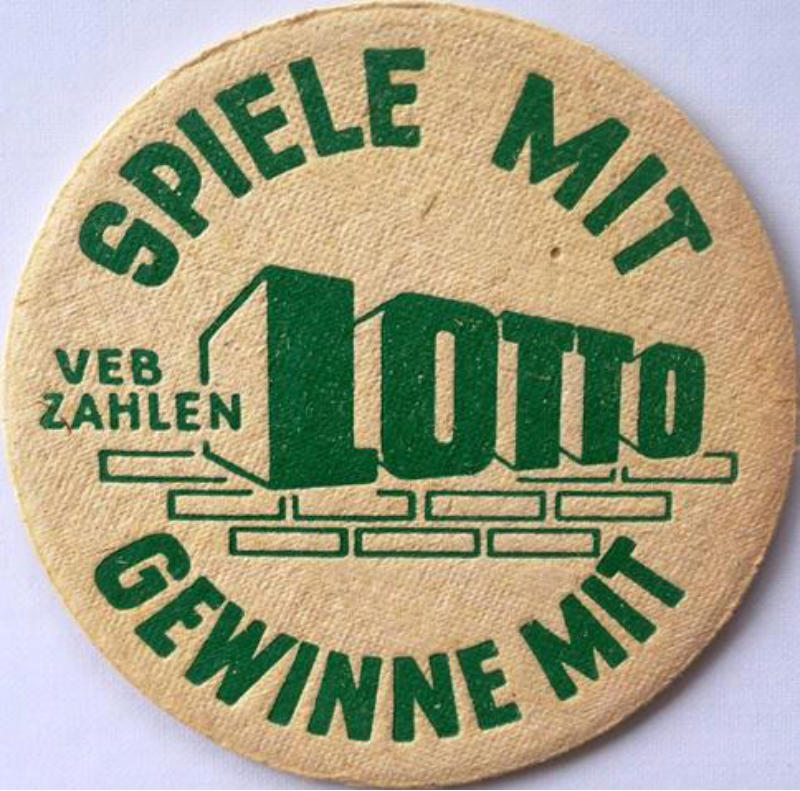 SPIELE MIT
VEB
ZAHLEN
LOTTO
GEWINNE MIT